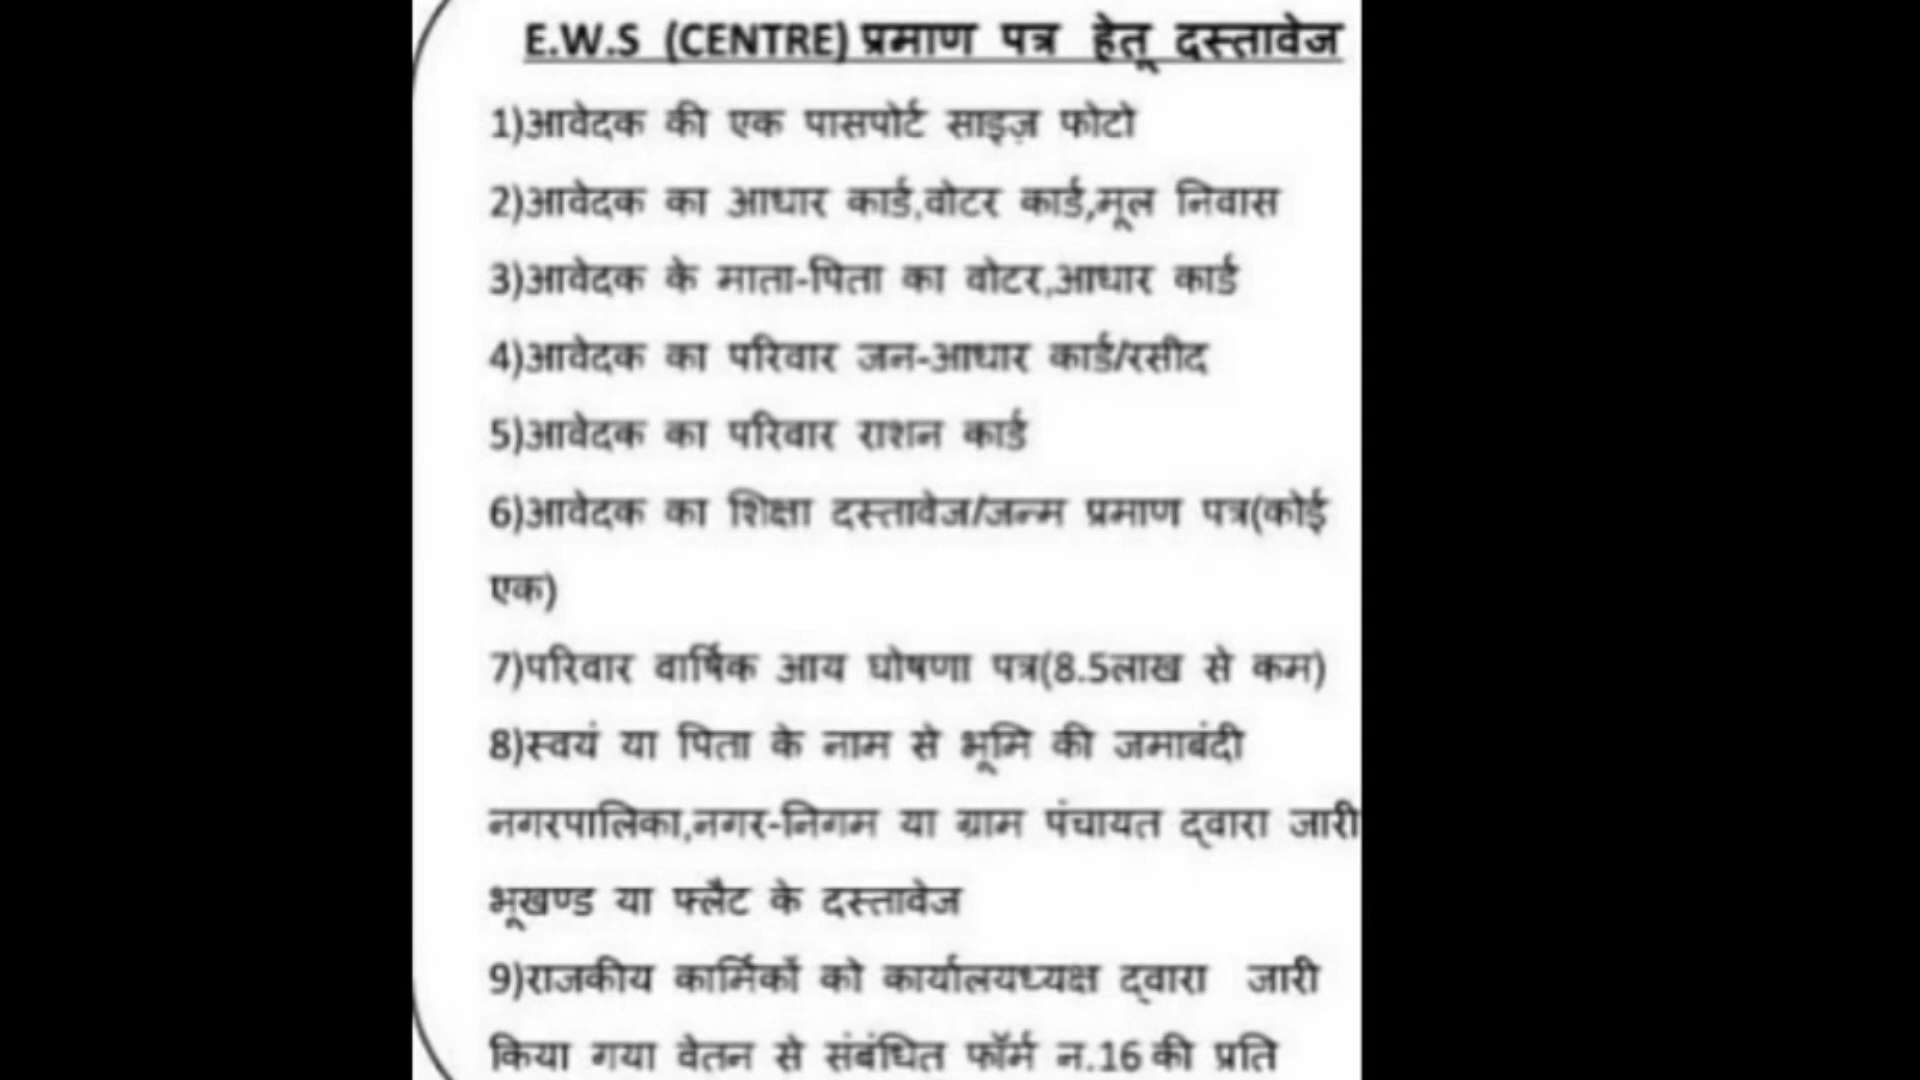 E.W.S (CENTRE) प्रमाण पत्र हेतू दस्तावेज
1)आवेदक की एक पासपोर्ट साइज़ फोटो
2)आवेदक का आधार कार्ड,वोटर कार्ड,मूल निवास
3)आवेदक के माता-पिता का वोटर,आधार कार्ड
4)आवेदक का परिवार जन-आधार कार्ड/रसीद
5)आवेदक का परिवार राशन कार्ड
6)आवेदक का शिक्षा दस्तावेज/जन्म प्रमाण पत्र(कोई
एक)
7)परिवार वार्षिक आय घोषणा पत्र(8.5लाख से कम)
8)स्वयं या पिता के नाम से भूमि की जमाबंदी
नगरपालिका,नगर-निगम या ग्राम पंचायत द्वारा जारी
भूखण्ड या फ्लैट के दस्तावेज
9)राजकीय कार्मिकों को कार्यालयध्यक्ष द्वारा जारी
किया गया वेतन से संबंधित फॉर्म न.16 की प्रति